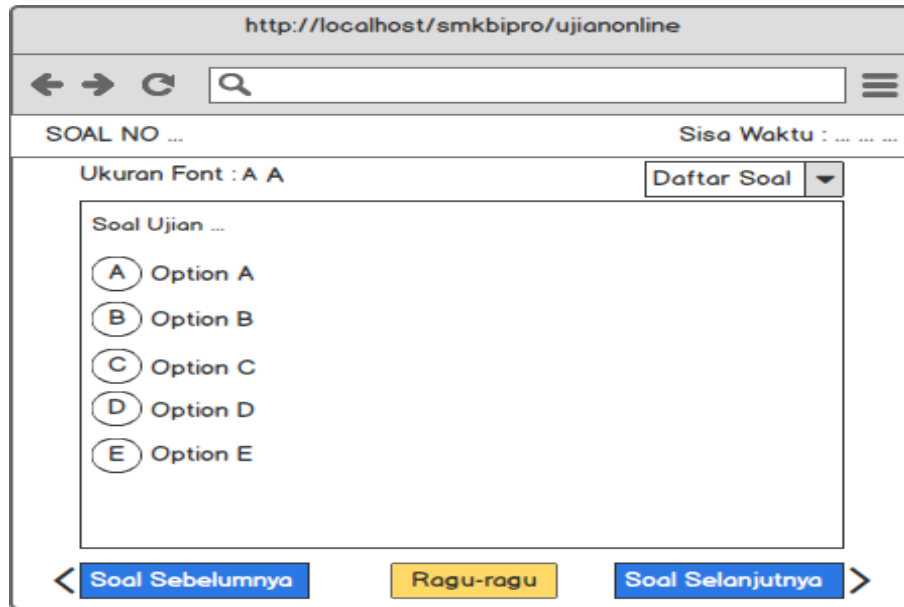 http://localhost/smkbipro/ujianonline
SOAL NO ... Sisa Waktu : ... ... ...
Ukuran Font : A A Daftar Soal
Soal Ujian ...
A Option A
B Option B
C Option C
D Option D
E Option E
< Soal Sebelumnya Ragu-ragu Soal Selanjutnya >